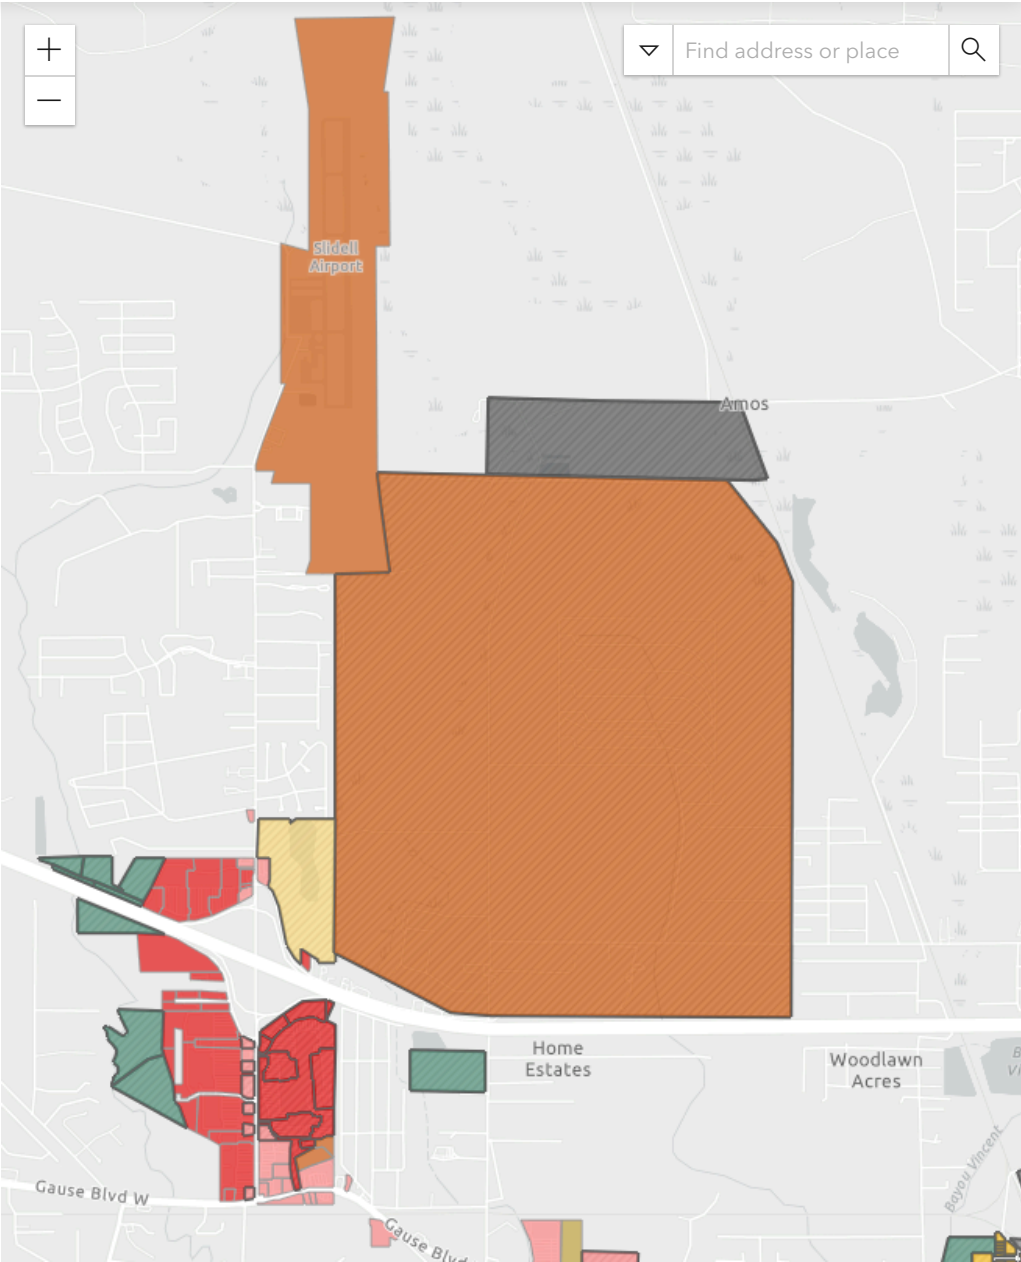 +
Find address or place
−
Slidell
Airport
Amos
Home
Estates
Woodlawn
Acres
Bayou Vincent
Gause Blvd W
Gause Blvd